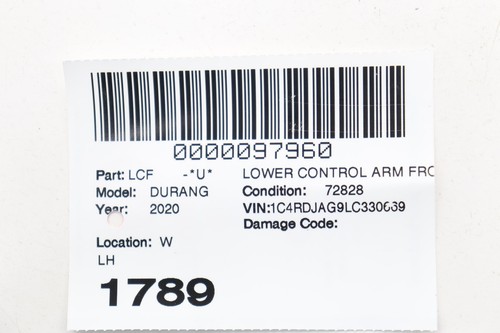 0000097960
Part: LCF -*U* LOWER CONTROL ARM FRO
Model: DURANG Condition: 72828
Year: 2020 VIN:1C4RDJAG9LC330669
Damage Code:
Location: W
LH
1789